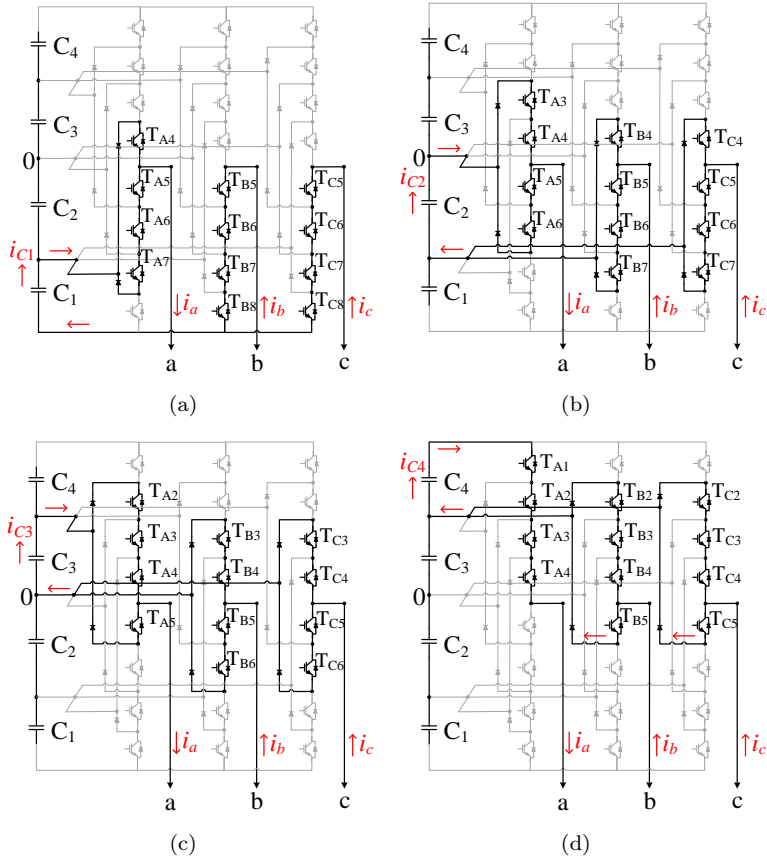 C4
C3
TA4
0
TA5 TB5 TC5
C2
TA6 TB6 TC6
iC1
TA7 TB7 TC7
C1
TB8 TC8
ia ib ic
a b c
(a)
C4
TA3
C3
TA4 TB4 TC4
0
iC2
TA5 TB5 TC5
C2
TA6 TB6 TC6
TB7 TC7
C1
ia ib ic
a b c
(b)
C4
TA2
iC3
TA3 TB3 TC3
C3
TA4 TB4 TC4
0
TA5 TB5 TC5
C2
TB6 TC6
C1
ia ib ic
a b c
(c)
iC4
TA1
C4
TA2 TB2 TC2
TA3 TB3 TC3
C3
TA4 TB4 TC4
0
TB5 TC5
C2
C1
ia ib ic
a b c
(d)